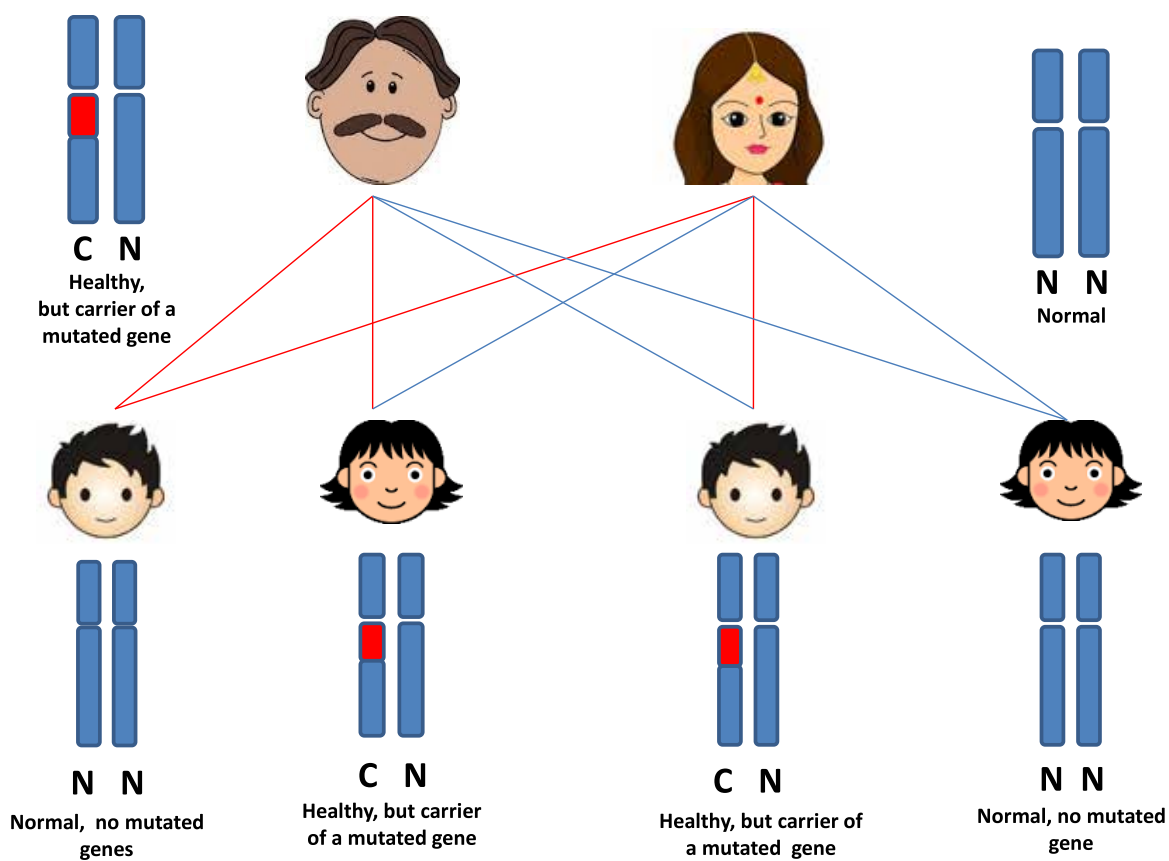 C N
Healthy,
but carrier of a
mutated gene
N N
Normal
N N
Normal, no mutated
genes
C N
Healthy, but carrier
of a mutated gene
C N
Healthy, but carrier of
a mutated gene
N N
Normal, no mutated
gene